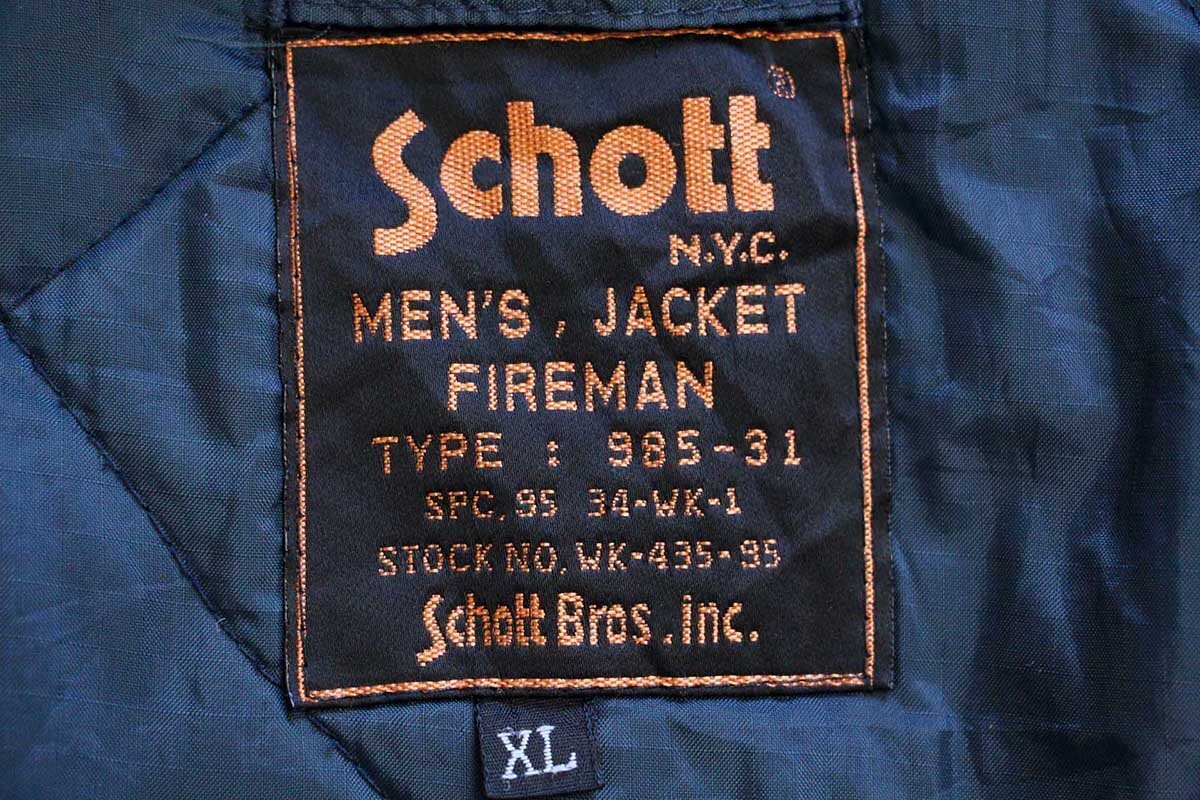 Schott®
N.Y.C.
MEN'S, JACKET
FIREMAN
TYPE : 985-31
SPC. 95 34-WK-1
STOCK NO. WK-435-95
Schott Bros. inc.
XL